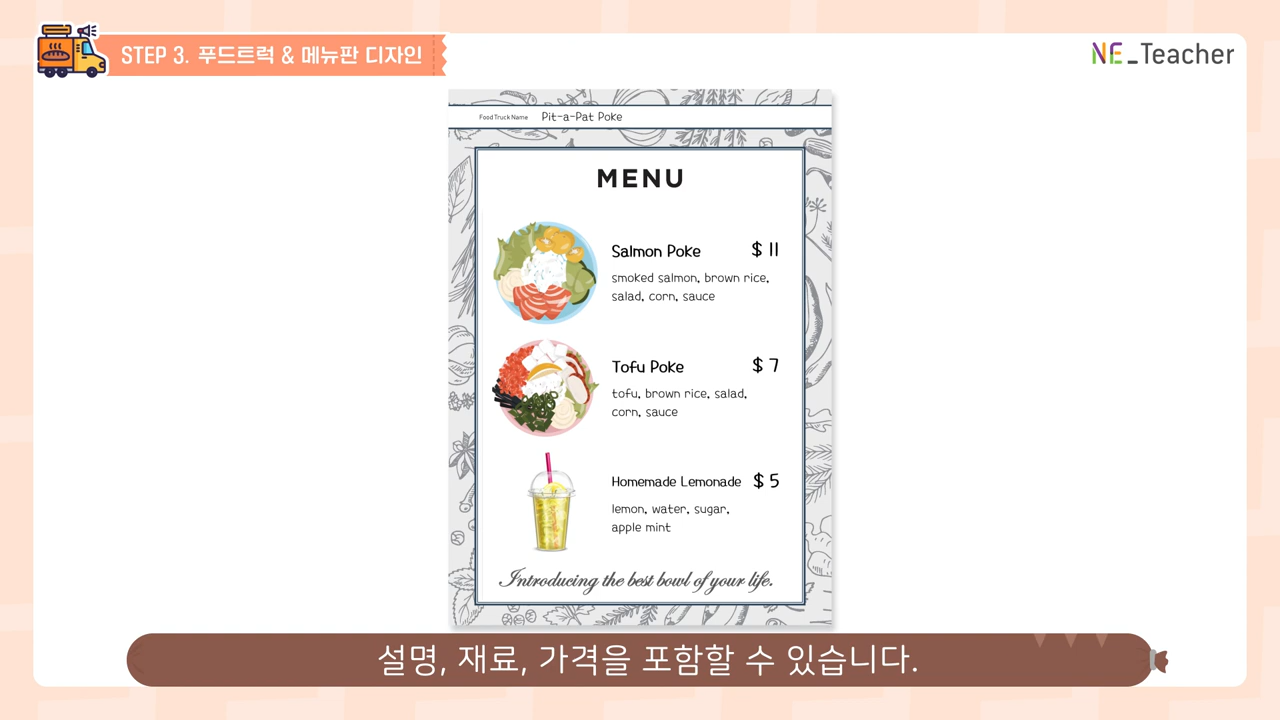 STEP 3. 푸드트럭 & 메뉴판 디자인
NE_Teacher
Food Truck Name Pit-a-Pat Poke
MENU
Salmon Poke $ 11
smoked salmon, brown rice,
salad, corn, sauce
Tofu Poke $ 7
tofu, brown rice, salad,
corn, sauce
Homemade Lemonade $ 5
lemon, water, sugar,
apple mint
Introducing the best bowl of your life.
설명, 재료, 가격을 포함할 수 있습니다.